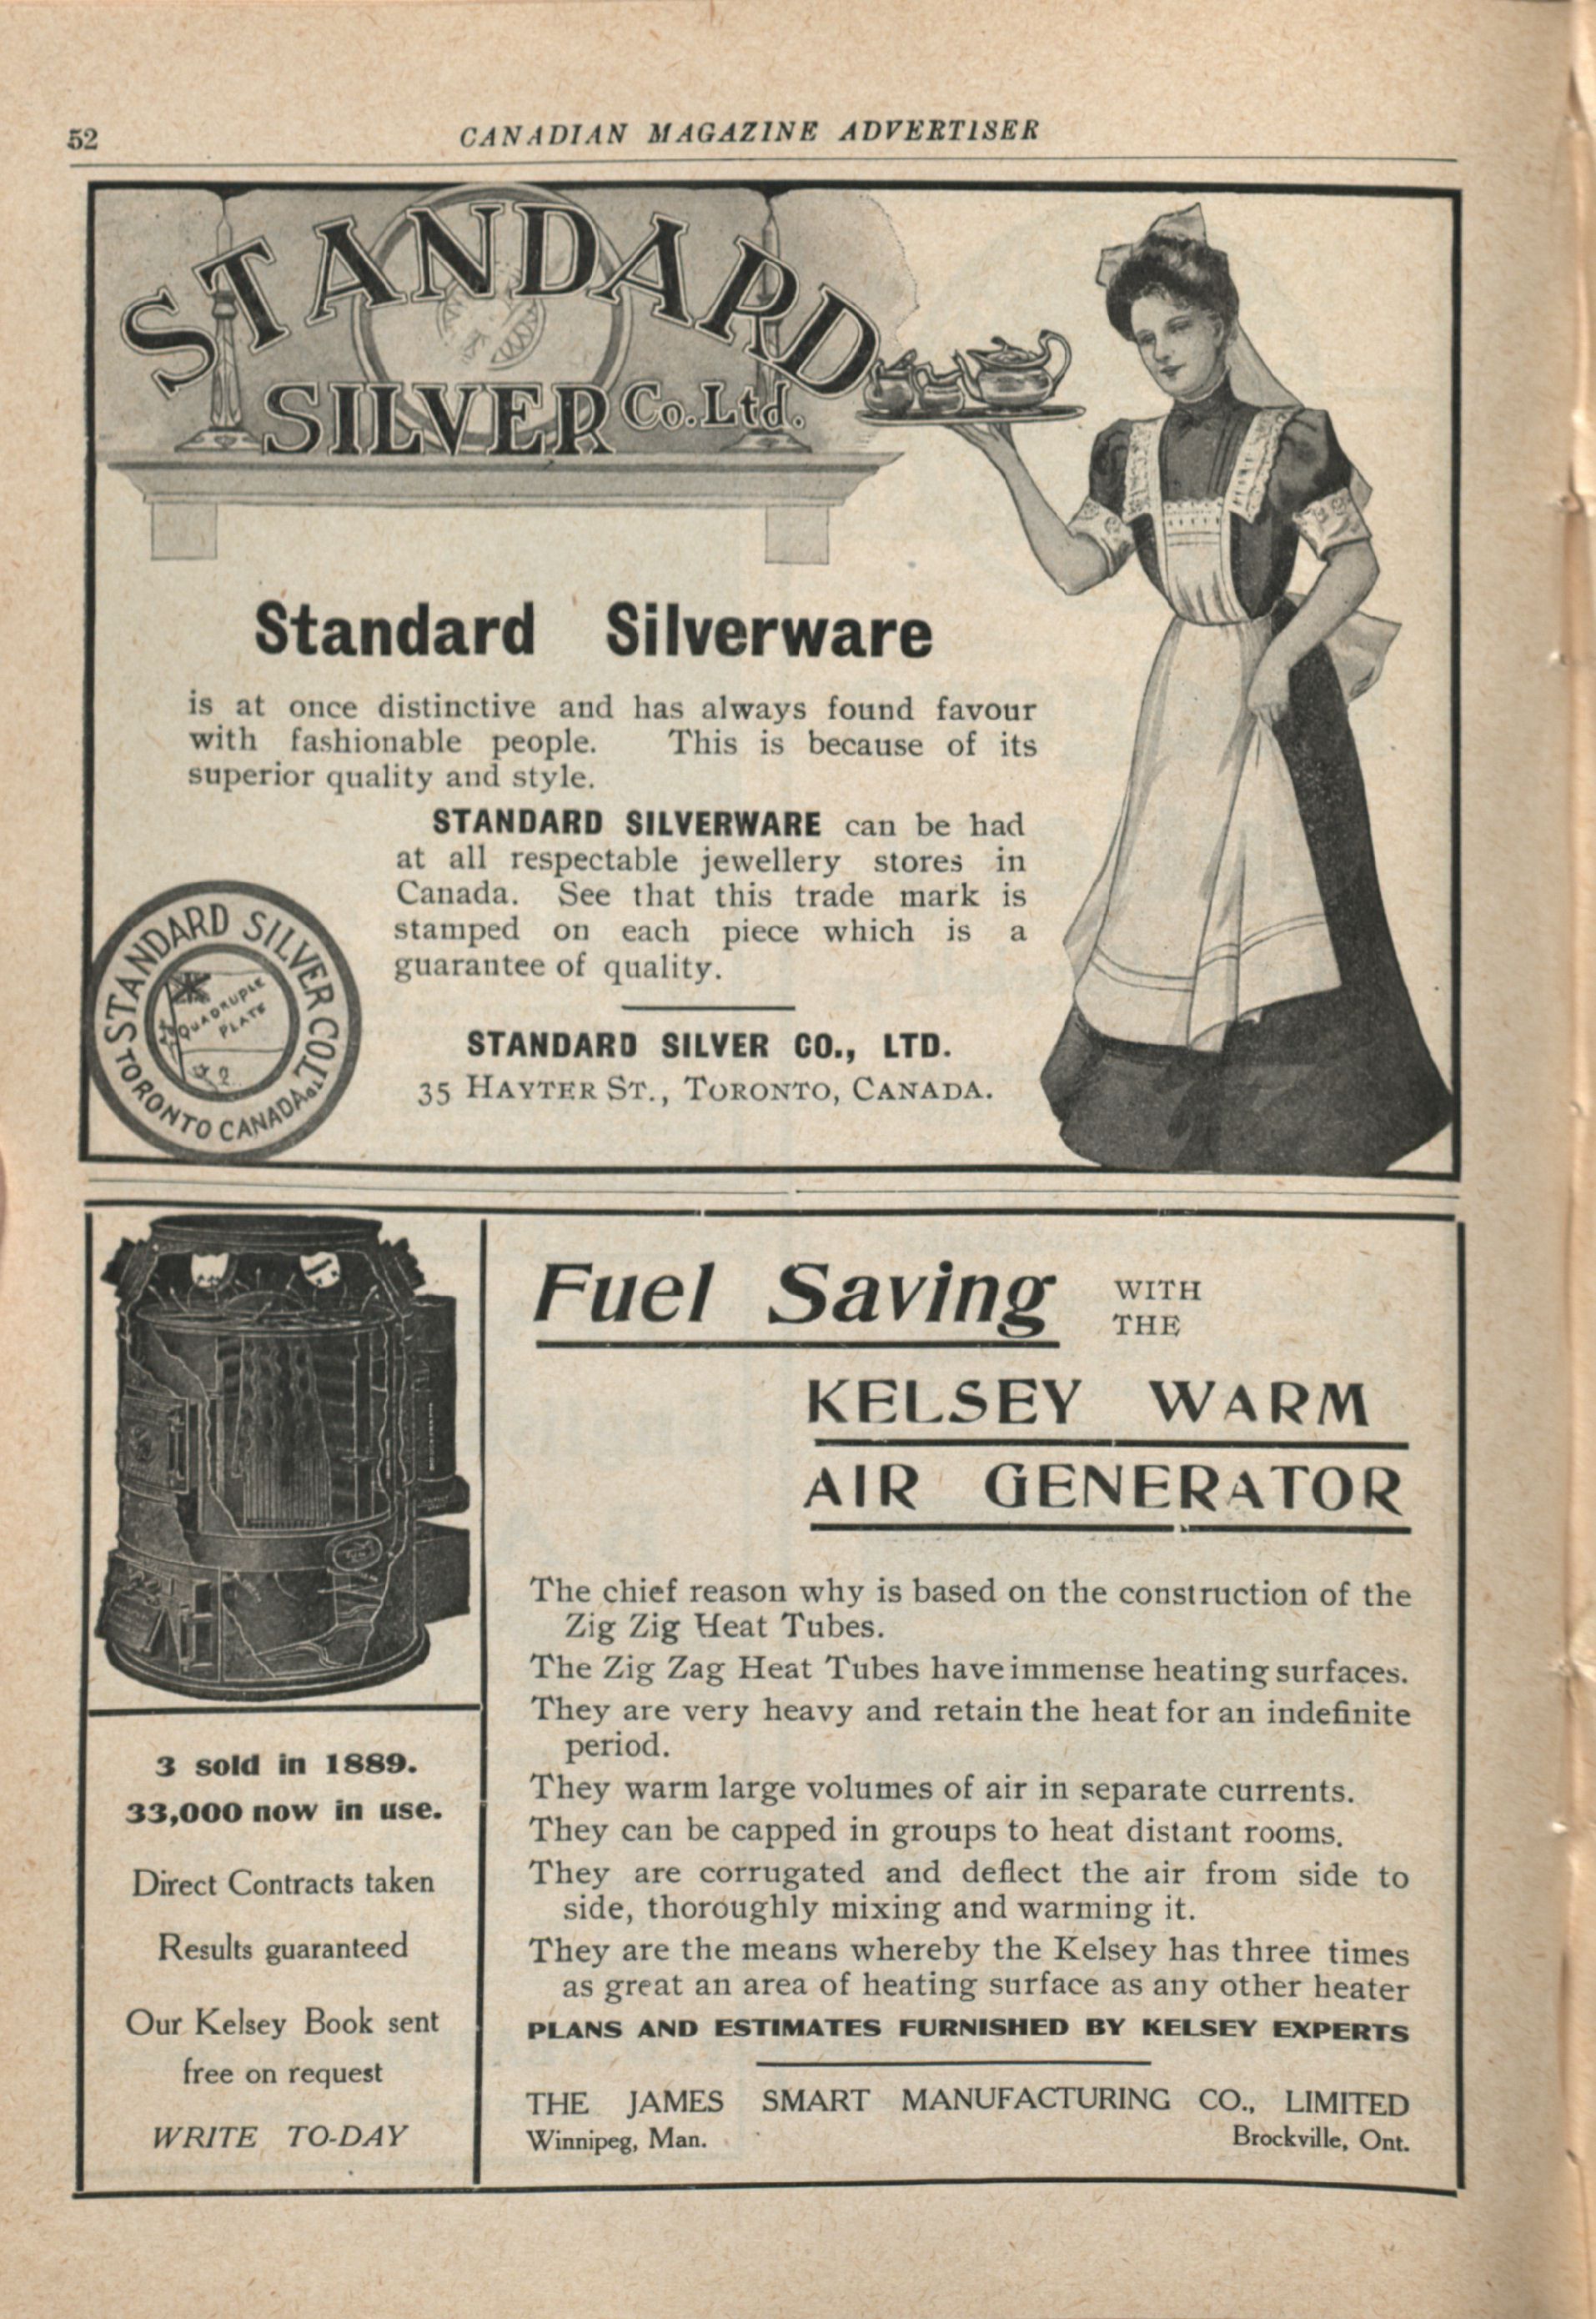 52
CANADIAN MAGAZINE ADVERTISER
STANDARD
SILVER Co. Ltd.
Standard Silverware
is at once distinctive and has always found favour
with fashionable people. This is because of its
superior quality and style.
STANDARD SILVERWARE can be had
at all respectable jewellery stores in
Canada. See that this trade mark is
stamped on each piece which is a
guarantee of quality.
STANDARD SILVER CO. LTD.
QUADRUPLE
PLATE
TORONTO CANADA
STANDARD SILVER CO., LTD.
35 HAYTER ST., TORONTO, CANADA.
Fuel Saving WITH
THE
KELSEY WARM
AIR GENERATOR
The chief reason why is based on the construction of the
Zig Zig Heat Tubes.
The Zig Zag Heat Tubes have immense heating surfaces.
They are very heavy and retain the heat for an indefinite
period.
They warm large volumes of air in separate currents.
They can be capped in groups to heat distant rooms.
They are corrugated and deflect the air from side to
side, thoroughly mixing and warming it.
They are the means whereby the Kelsey has three times
as great an area of heating surface as any other heater
PLANS AND ESTIMATES FURNISHED BY KELSEY EXPERTS
THE JAMES SMART MANUFACTURING CO., LIMITED
Winnipeg, Man. Brockville, Ont.
3 sold in 1889.
33,000 now in use.
Direct Contracts taken
Results guaranteed
Our Kelsey Book sent
free on request
WRITE TO-DAY